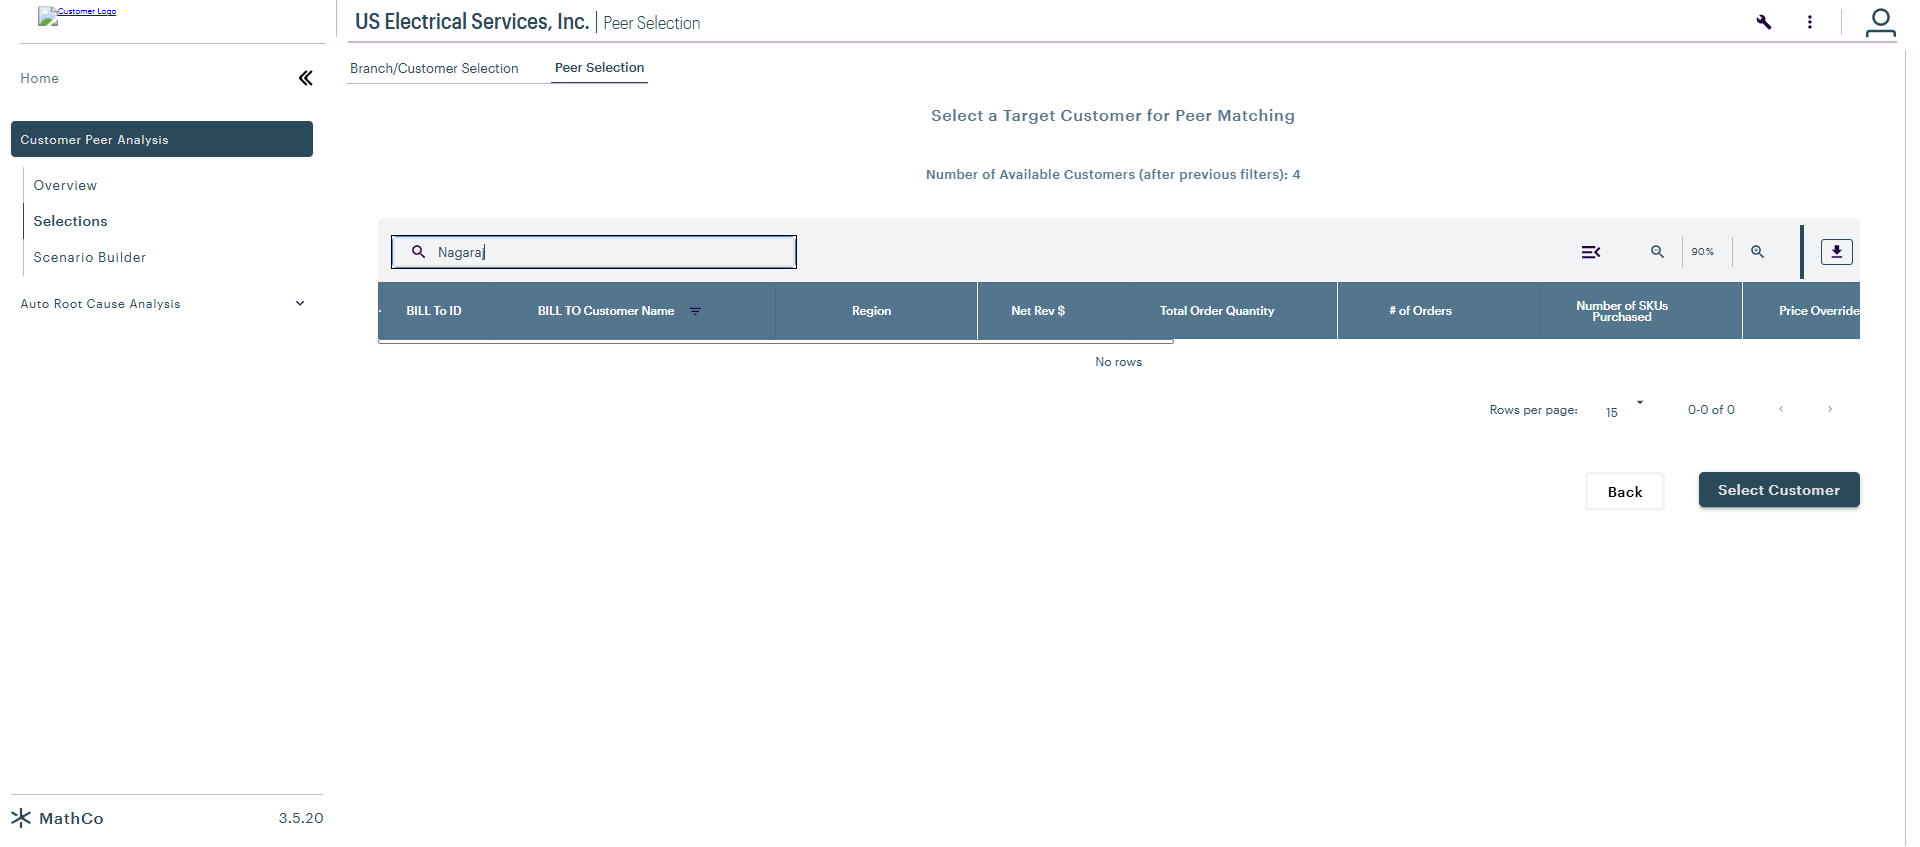 Customer Logo
US Electrical Services, Inc. | Peer Selection
Home
Branch/Customer Selection
Peer Selection
Select a Target Customer for Peer Matching
Customer Peer Analysis
Number of Available Customers (after previous filters): 4
Overview
Selections
Scenario Builder
Auto Root Cause Analysis
Nagaraj
90%
BILL To ID
BILL TO Customer Name
Region
Net Rev $
Total Order Quantity
# of Orders
Number of SKUs
Purchased
Price Override
No rows
Rows per page:
15
0-0 of 0
Back
Select Customer
MathCo
3.5.20